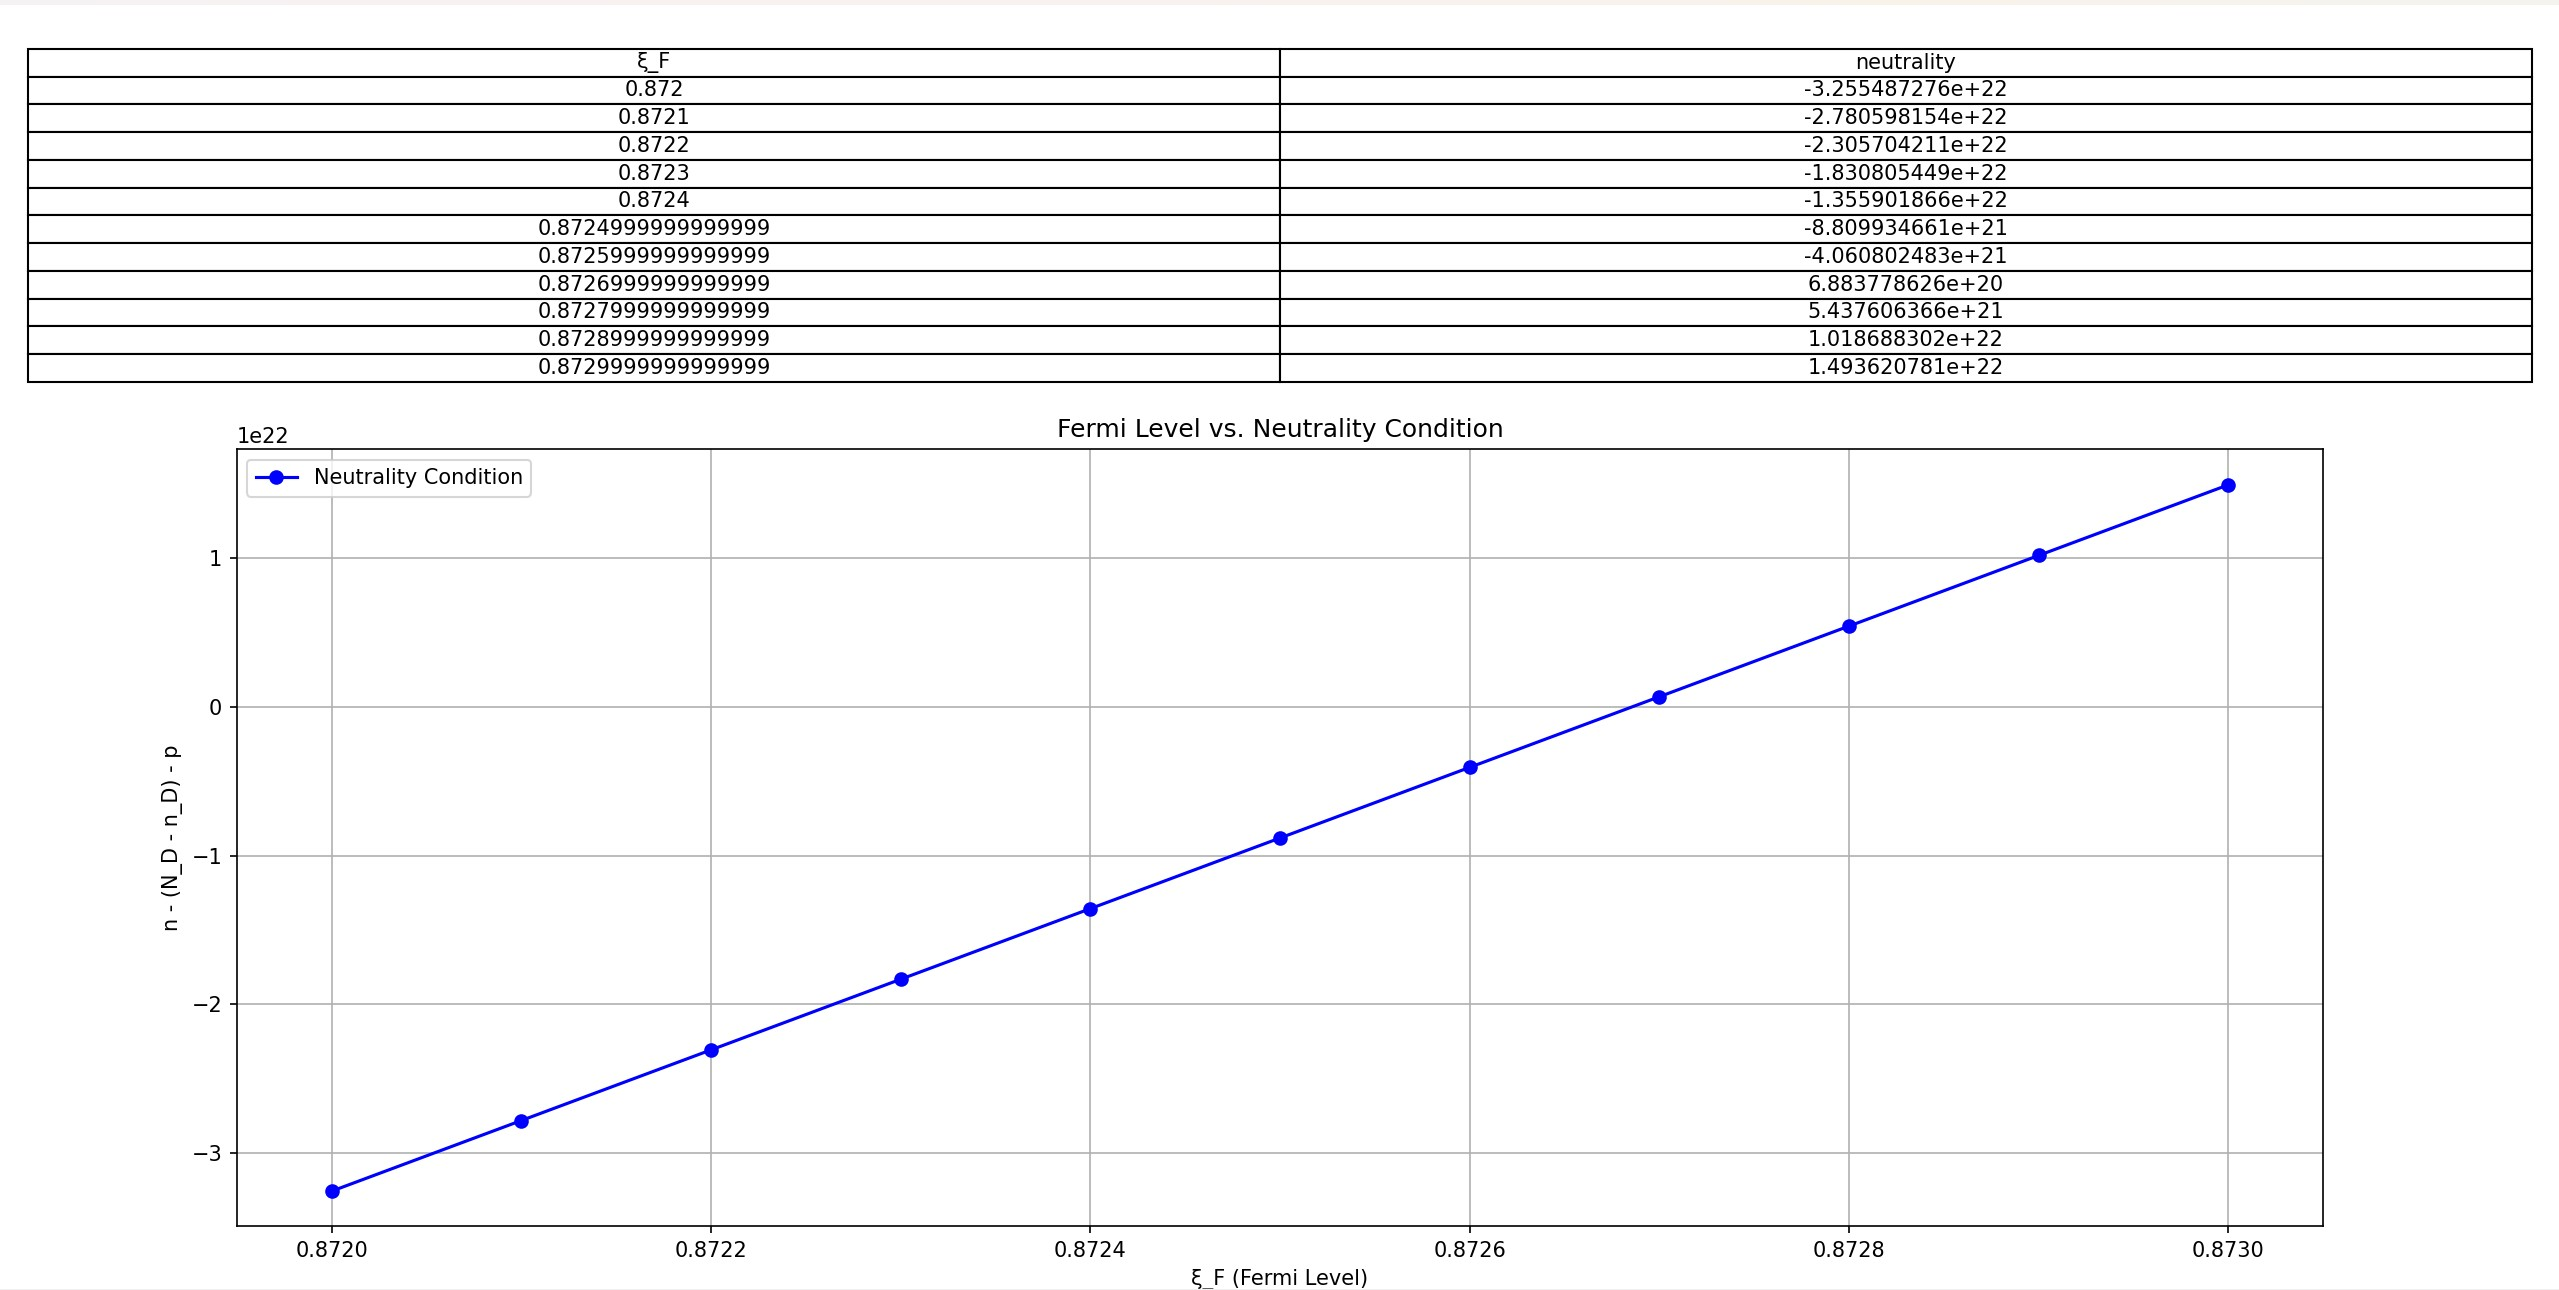 ξ_F neutrality
0.872 -3.255487276e+22
0.8721 -2.780598154e+22
0.8722 -2.305704211e+22
0.8723 -1.830805449e+22
0.8724 -1.355901866e+22
0.8724999999999999 -8.809934661e+21
0.8725999999999999 -4.060802483e+21
0.8726999999999999 6.883778626e+20
0.8727999999999999 5.437606366e+21
0.8728999999999999 1.018688302e+22
0.8729999999999999 1.493620781e+22
Fermi Level vs. Neutrality Condition
1e22
Neutrality Condition
1
0
−1
−2
−3
n - (N_D - n_D) - p
0.8720 0.8722 0.8724 0.8726 0.8728 0.8730
ξ_F (Fermi Level)